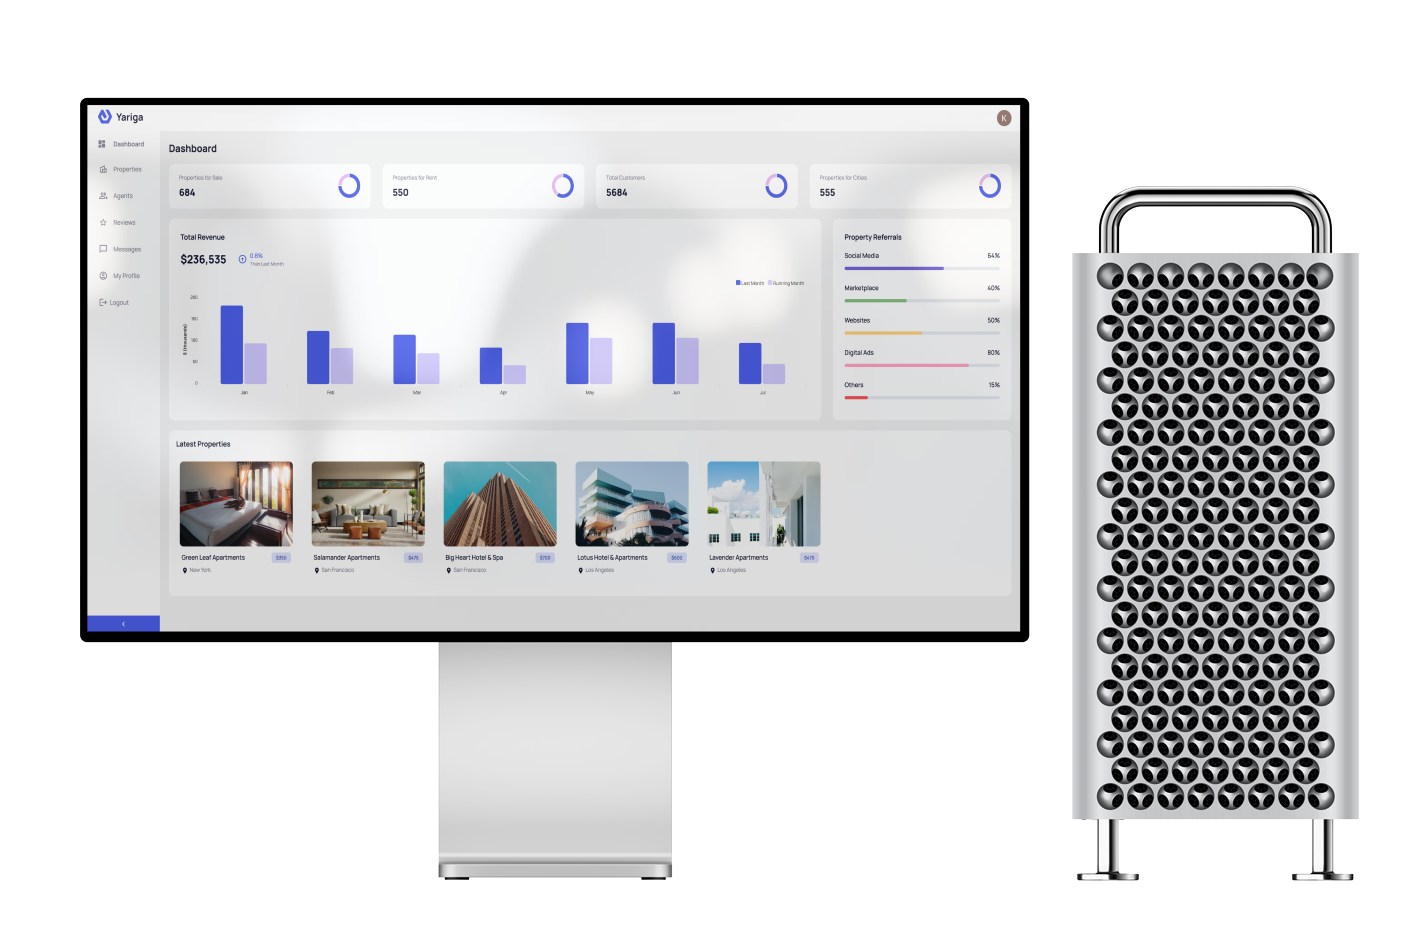 Yariga
K
Dashboard
Properties
Agents
Reviews
Messages
My Profile
Logout
Dashboard
Properties for Sale
684
Properties for Rent
550
Total Customers
5684
Properties for Cities
555
Total Revenue
$236,535
0.8%
Than Last Month
Last Month Running Month
$ (thousands)
200
150
100
50
0
Jan Feb Mar Apr May Jun Jul
Property Referrals
Social Media 64%
Marketplace 40%
Websites 50%
Digital Ads 80%
Others 15%
Latest Properties
Green Leaf Apartments $350
New York
Salamander Apartments $475
San Francisco
Big Heart Hotel & Spa $700
San Francisco
Lotus Hotel & Apartments $600
Los Angeles
Lavender Apartments $475
Los Angeles